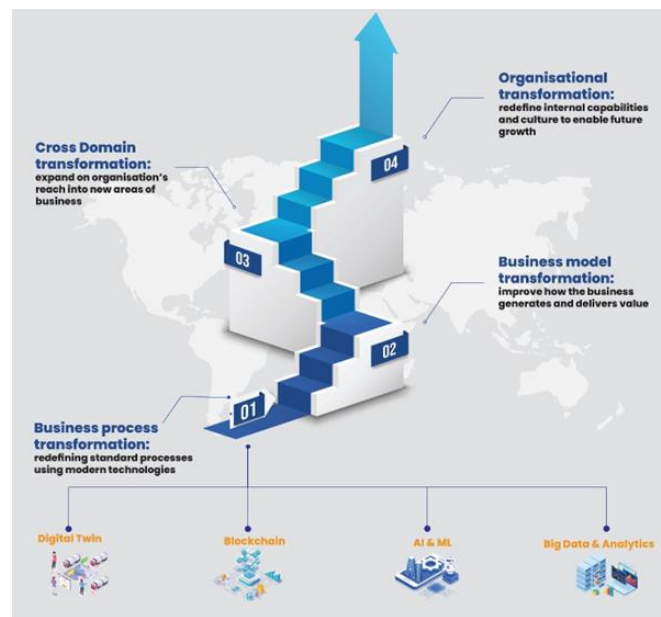 Organisational
transformation:
redefine internal capabilities
and culture to enable future
growth
04
Cross Domain
transformation:
expand on organisation's
reach into new areas of
business
03
Business model
transformation:
improve how the business
generates and delivers value
02
01
Business process
transformation:
redefining standard processes
using modern technologies
Digital Twin
Blockchain
AI & ML
Big Data & Analytics